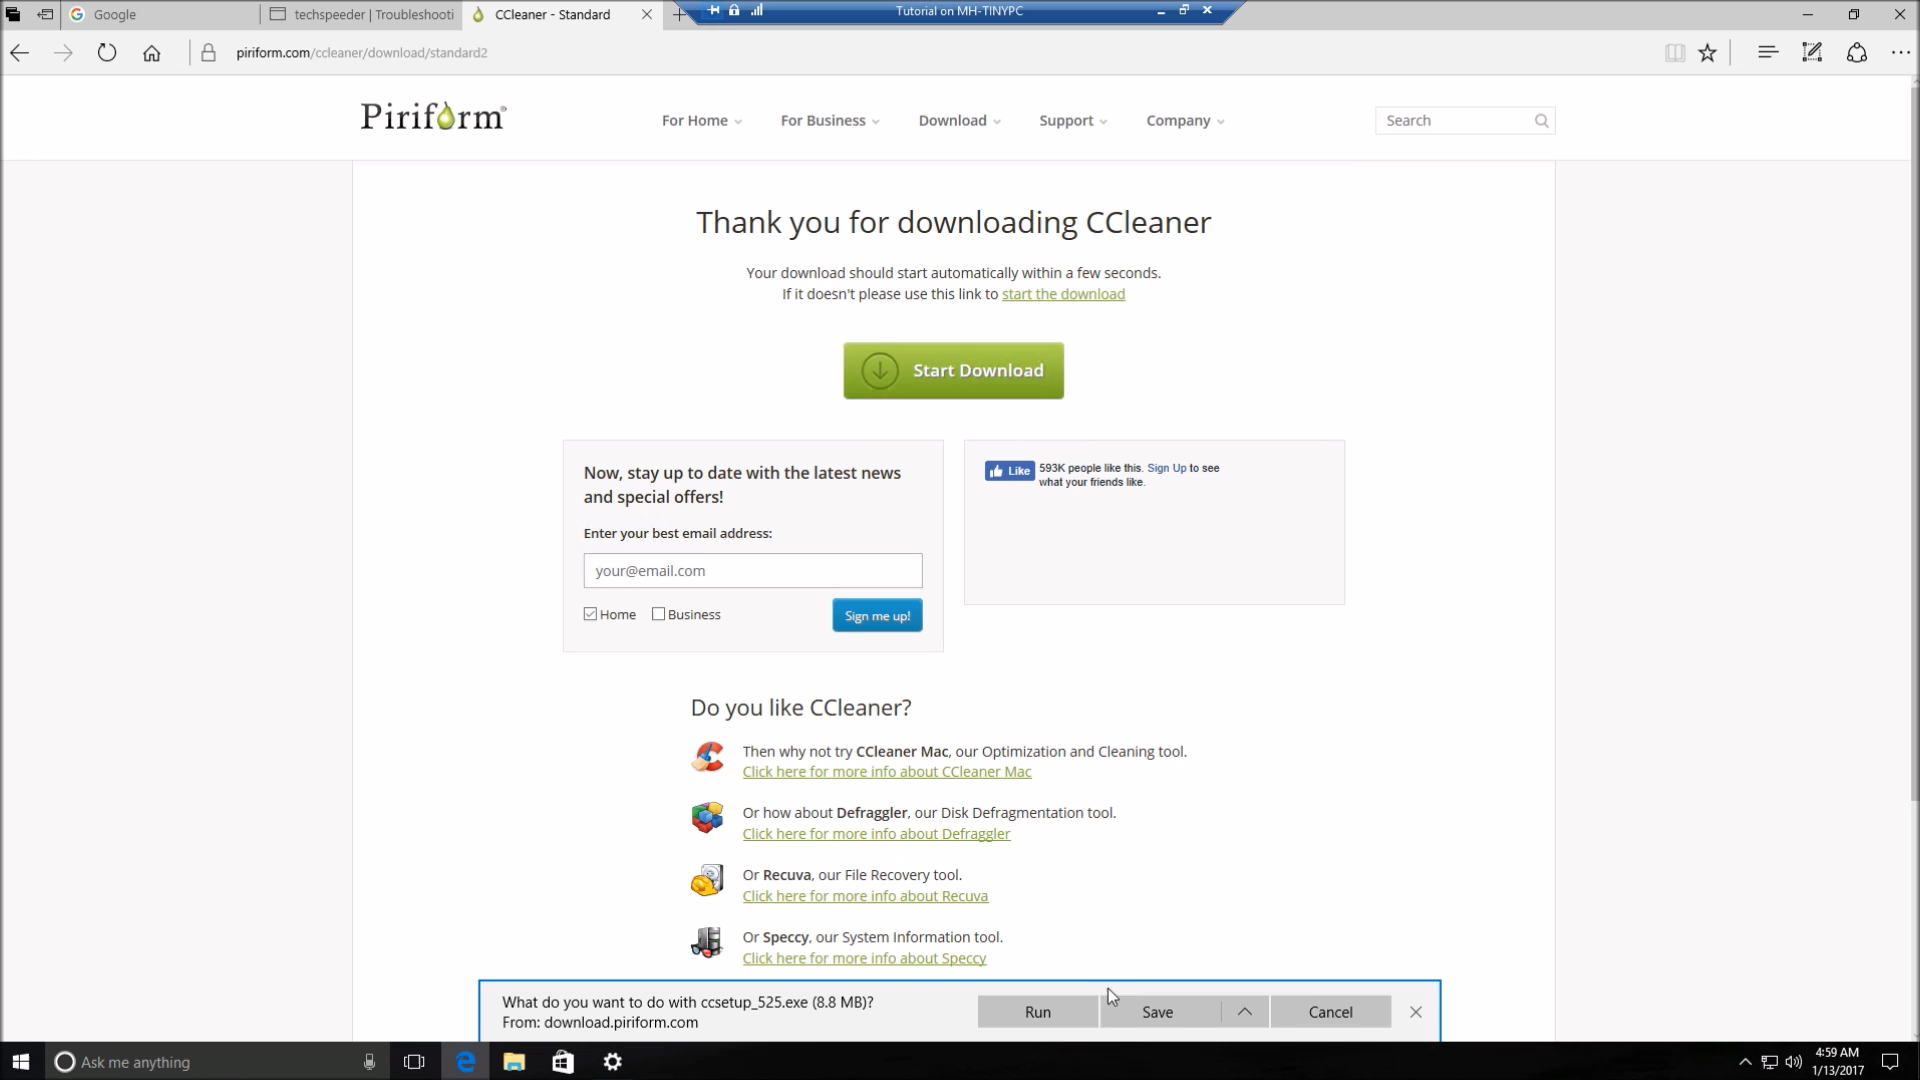 Google
techspeeder | Troubleshooti
CCleaner - Standard
Tutorial on MH-TINYPC
piriform.com/ccleaner/download/standard2
Piriform®
For Home
For Business
Download
Support
Company
Search
Thank you for downloading CCleaner
Your download should start automatically within a few seconds.
If it doesn't please use this link to start the download
Start Download
Now, stay up to date with the latest news
and special offers!
Enter your best email address:
your@email.com
Home
Business
Sign me up!
Like
593K people like this. Sign Up to see
what your friends like.
Do you like CCleaner?
Then why not try CCleaner Mac, our Optimization and Cleaning tool.
Click here for more info about CCleaner Mac
Or how about Defraggler, our Disk Defragmentation tool.
Click here for more info about Defraggler
Or Recuva, our File Recovery tool.
Click here for more info about Recuva
Or Speccy, our System Information tool.
Click here for more info about Speccy
What do you want to do with ccsetup_525.exe (8.8 MB)?
From: download.piriform.com
Run
Save
Cancel
Ask me anything
4:59 AM
1/13/2017